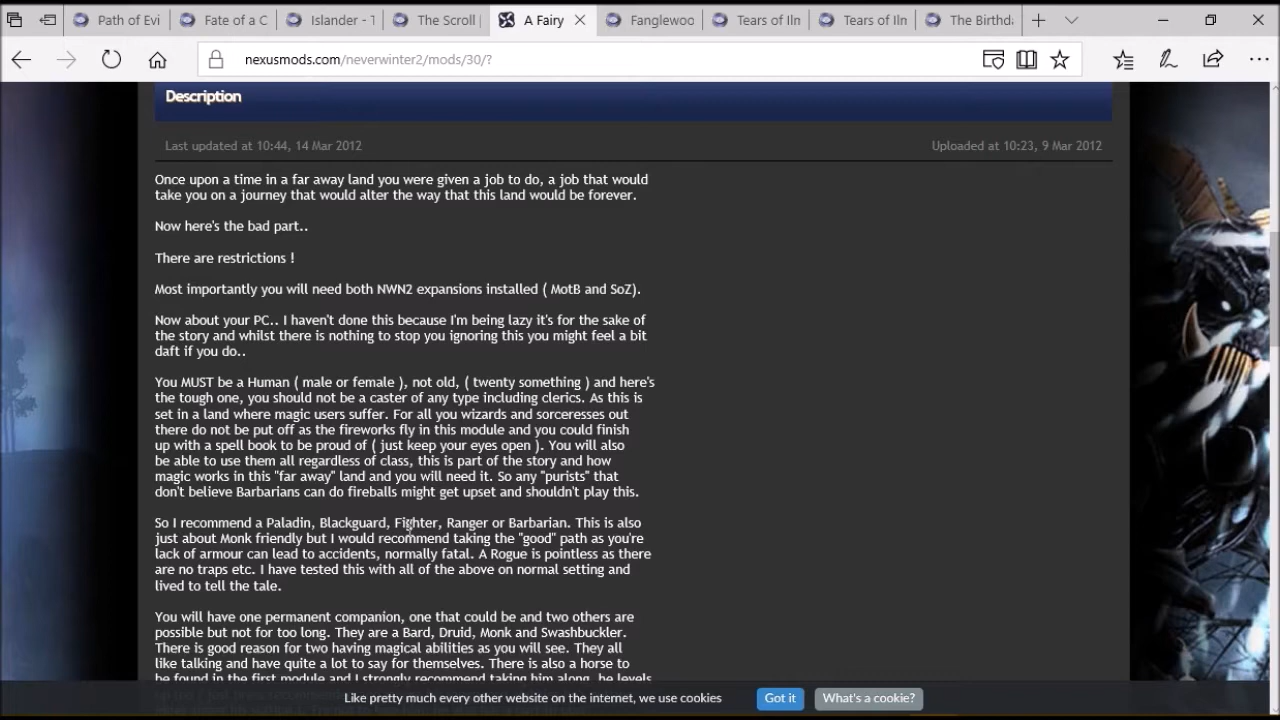 Path of Evi
Fate of a C
Islander - T
The Scroll
A Fairy
Fanglewoo
Tears of Iln
Tears of Iln
The Birthda
nexusmods.com/neverwinter2/mods/30/?
Description
Last updated at 10:44, 14 Mar 2012
Uploaded at 10:23, 9 Mar 2012
Once upon a time in a far away land you were given a job to do, a job that would
take you on a journey that would alter the way that this land would be forever.
Now here's the bad part..
There are restrictions !
Most importantly you will need both NWN2 expansions installed ( MotB and SoZ).
Now about your PC.. I haven't done this because I'm being lazy it's for the sake of
the story and whilst there is nothing to stop you ignoring this you might feel a bit
daft if you do..
You MUST be a Human ( male or female ), not old, ( twenty something ) and here's
the tough one, you should not be a caster of any type including clerics. As this is
set in a land where magic users suffer. For all you wizards and sorceresses out
there do not be put off as the fireworks fly in this module and you could finish
up with a spell book to be proud of ( just keep your eyes open ). You will also
be able to use them all regardless of class, this is part of the story and how
magic works in this "far away" land and you will need it. So any "purists" that
don't believe Barbarians can do fireballs might get upset and shouldn't play this.
So I recommend a Paladin, Blackguard, Fighter, Ranger or Barbarian. This is also
just about Monk friendly but I would recommend taking the "good" path as you're
lack of armour can lead to accidents, normally fatal. A Rogue is pointless as there
are no traps etc. I have tested this with all of the above on normal setting and
lived to tell the tale.
You will have one permanent companion, one that could be and two others are
possible but not for too long. They are a Bard, Druid, Monk and Swashbuckler.
There is good reason for two having magical abilities as you will see. They all
like talking and have quite a lot to say for themselves. There is also a horse to
be found in the first module and I strongly recommend taking him along, he levels
Like pretty much every other website on the internet, we use cookies
Got it
What's a cookie?